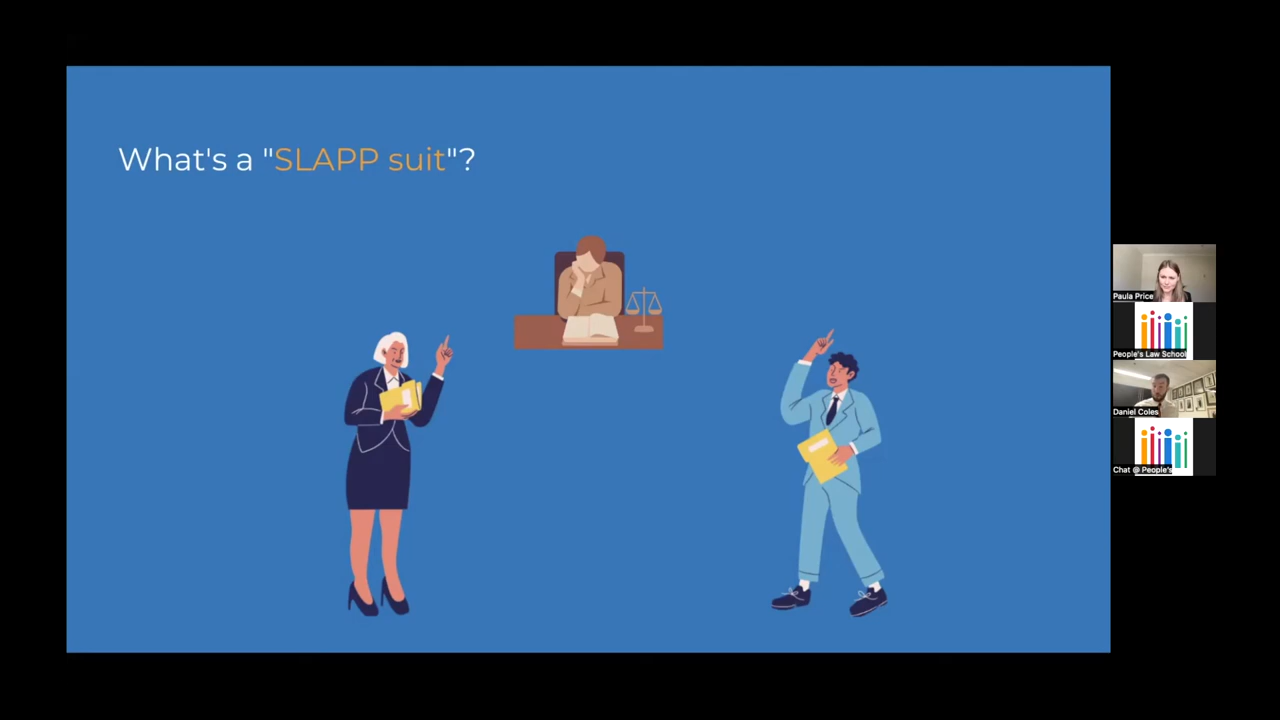 What's a "SLAPP suit"?
Paula Price
People's Law School
Daniel Coles
Chat @ People's